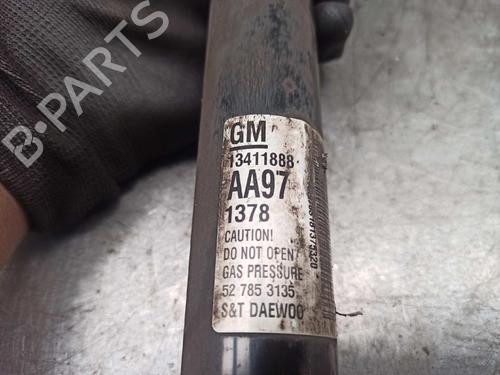 B-PARTS
GM
13411888
AA97
1378
CAUTION!
DO NOT OPEN
GAS PRESSURE
52 785 3135
S&T DAEWOO